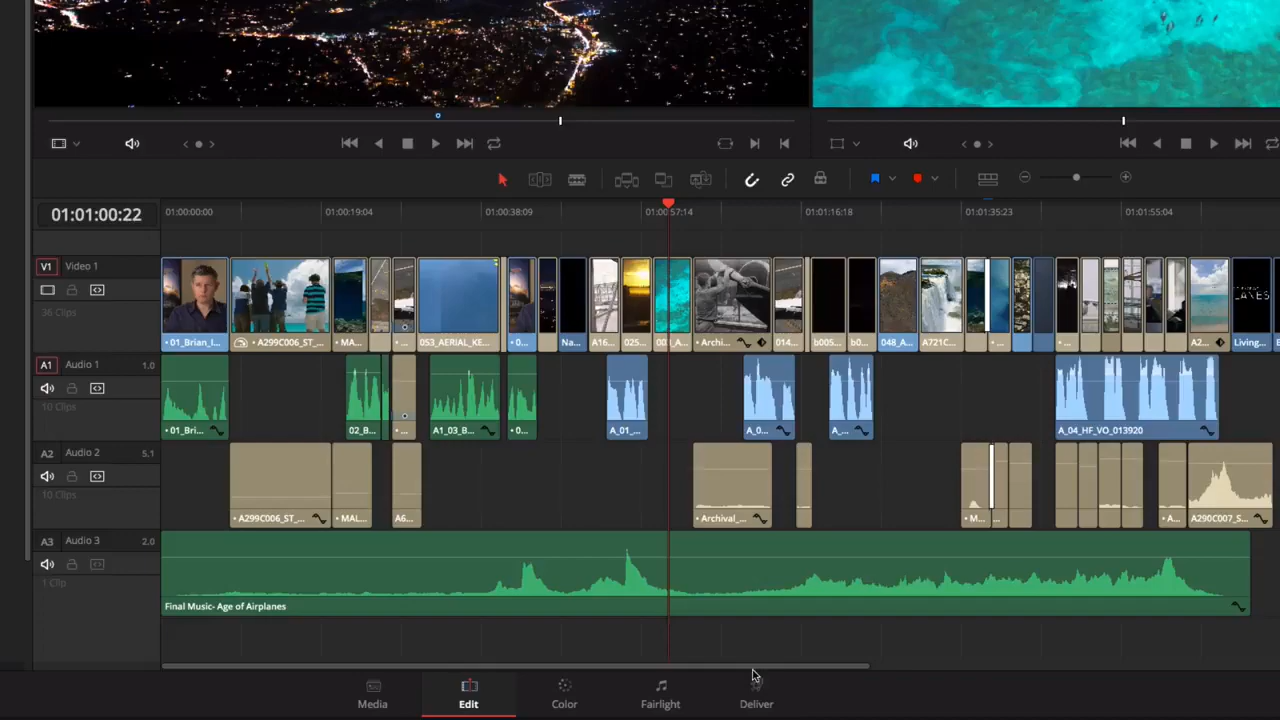 01:01:00:22
01:00:00:00 01:00:19:04 01:00:38:09 01:00:57:14 01:01:16:18 01:01:35:23 01:01:55:04
V1 Video 1
36 Clips
• 01_Brian_I... • A299C006_ST_... • MA... • ... 053_AERIAL_KE... • 0... Na... A16... 025... Archi... 014... b005... b0... 048_A... A721C... • ... • ... A2... Living...
LAKES
A1 Audio 1 1.0
10 Clips
• 01_Bri... 02_B... • ... A1_03_B... • 0... A_01_... A_0... A_... A_04_HF_VO_013920
A2 Audio 2 5.1
10 Clips
• A299C006_ST_... • MAL... A6... • Archival_... • M... ... • A... A290C007_S...
A3 Audio 3 2.0
1 Clip
Final Music- Age of Airplanes
Media Edit Color Fairlight Deliver